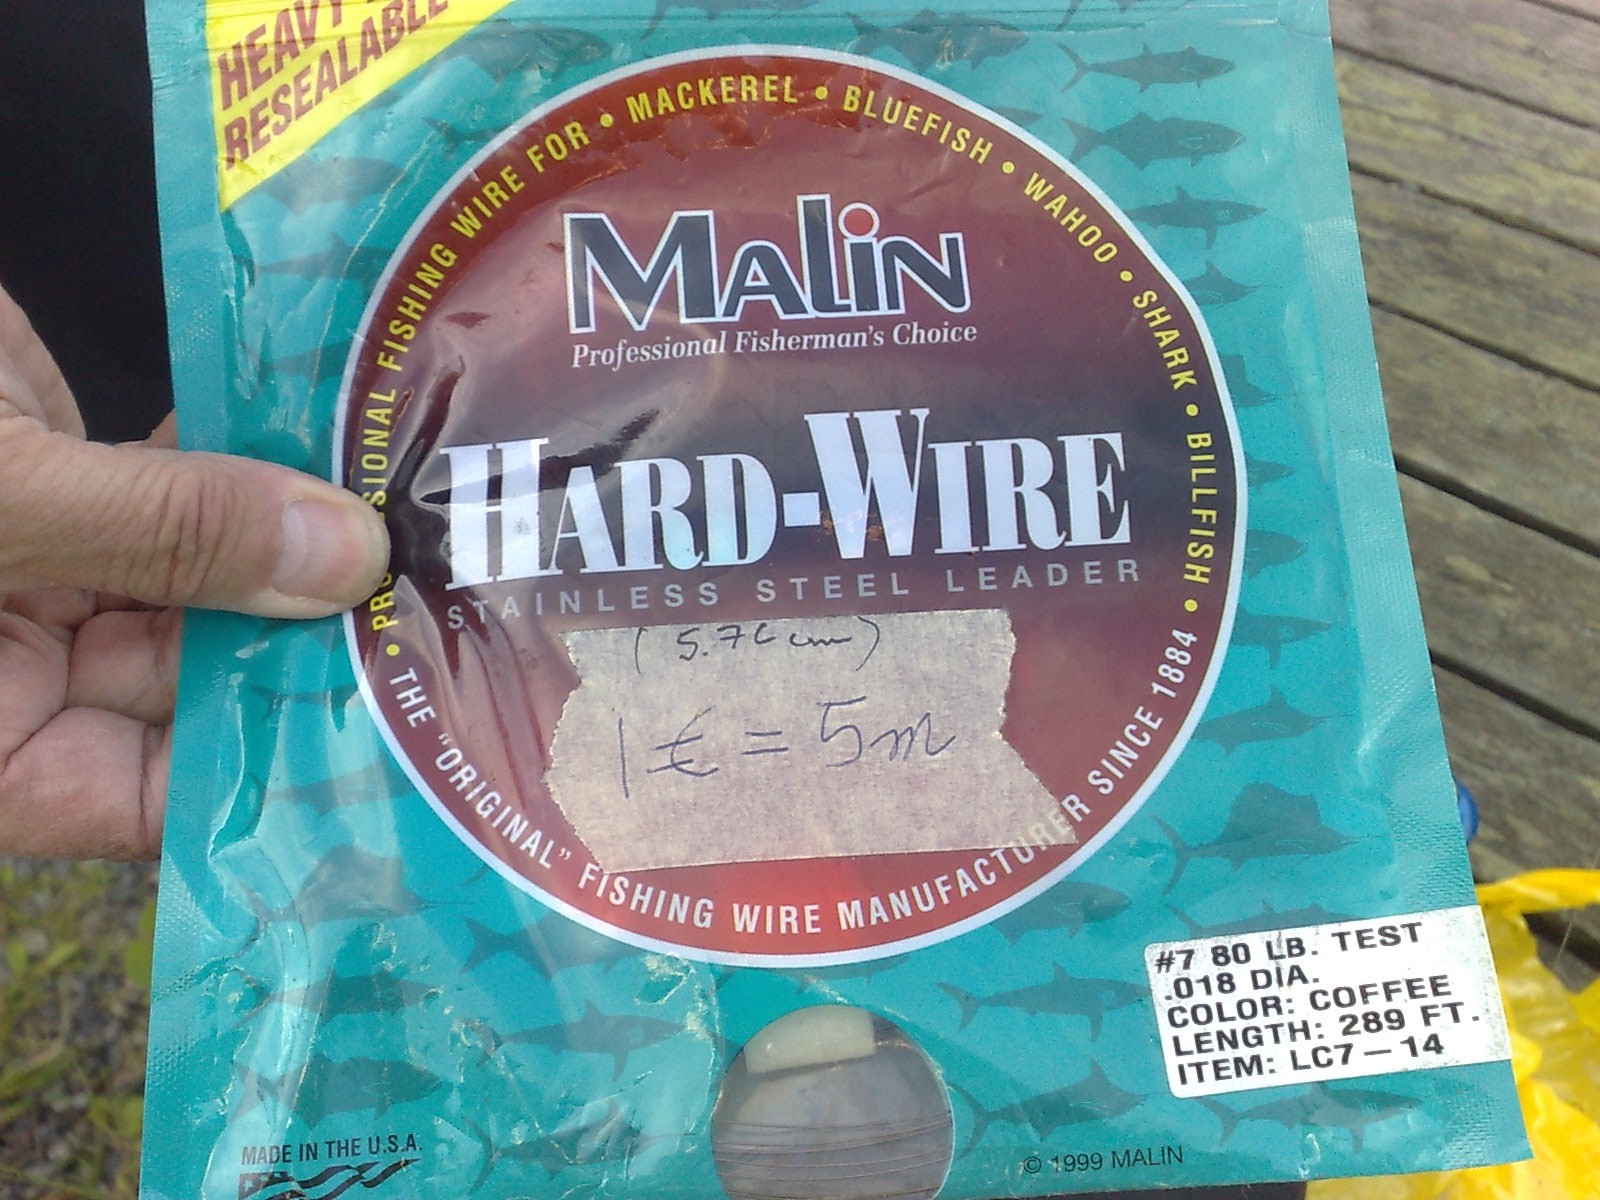 HEAVY
RESEALABLE
• PROFESSIONAL FISHING WIRE FOR • MACKEREL • BLUEFISH • WAHOO • SHARK • BILLFISH •
MALIN
Professional Fisherman's Choice
HARD-WIRE
STAINLESS STEEL LEADER
(5.76 cm)
1 € = 5m
THE "ORIGINAL" FISHING WIRE MANUFACTURER SINCE 1884
#7 80 LB. TEST
.018 DIA.
COLOR: COFFEE
LENGTH: 289 FT.
ITEM: LC7-14
MADE IN THE U.S.A.
© 1999 MALIN